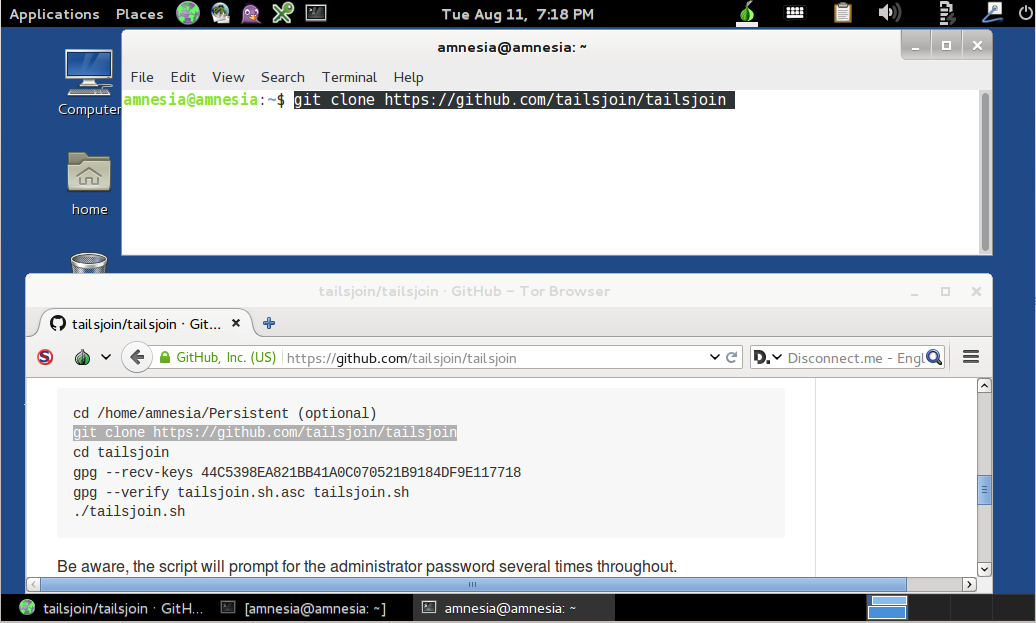 Applications Places Tue Aug 11, 7:18 PM
amnesia@amnesia: ~
File Edit View Search Terminal Help
amnesia@amnesia:~$ git clone https://github.com/tailsjoin/tailsjoin
Computer
home
tailsjoin/tailsjoin · GitHub – Tor Browser
tailsjoin/tailsjoin · Git...
GitHub, Inc. (US) https://github.com/tailsjoin/tailsjoin D. Disconnect.me - Engl
cd /home/amnesia/Persistent (optional)
git clone https://github.com/tailsjoin/tailsjoin
cd tailsjoin
gpg --recv-keys 44C5398EA821BB41A0C070521B9184DF9E117718
gpg --verify tailsjoin.sh.asc tailsjoin.sh
./tailsjoin.sh
Be aware, the script will prompt for the administrator password several times throughout.
tailsjoin/tailsjoin · GitH... [amnesia@amnesia: ~] amnesia@amnesia: ~